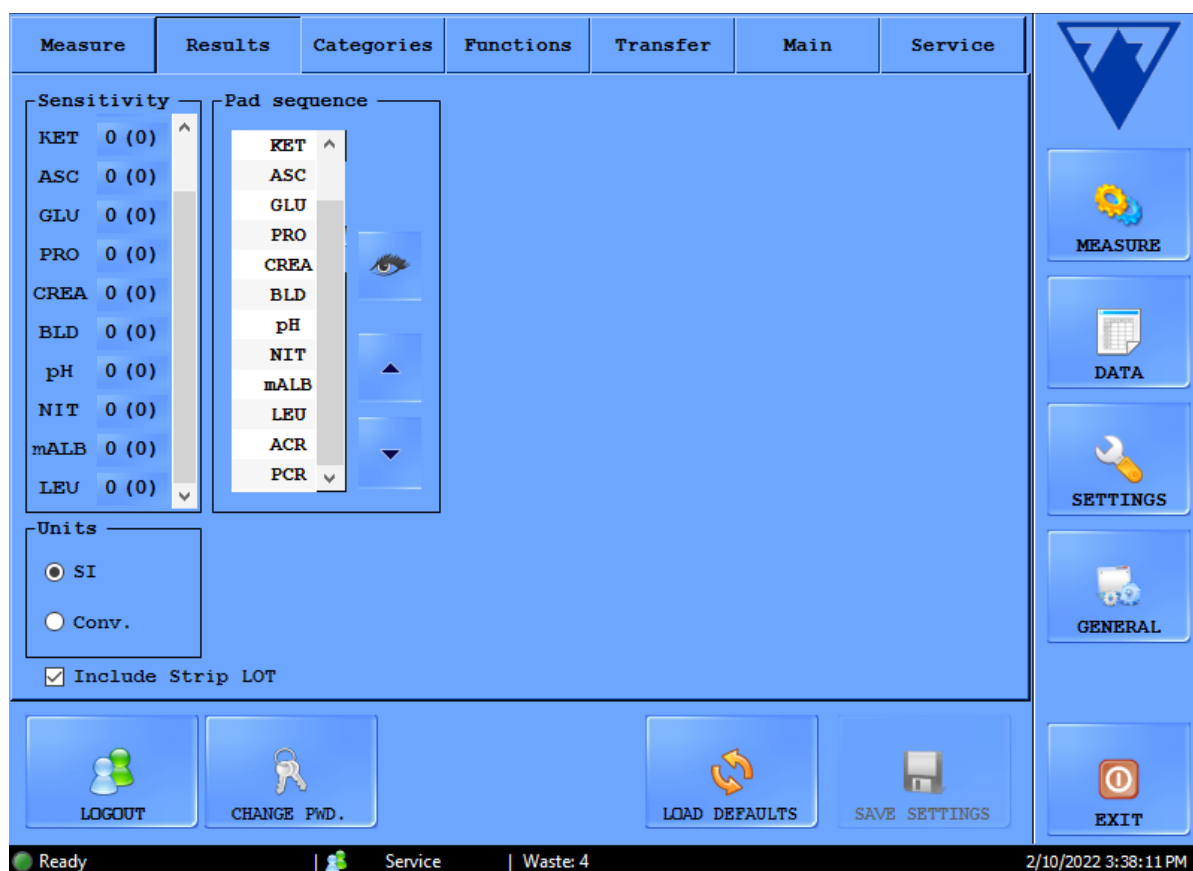 Measure Results Categories Functions Transfer Main Service
Sensitivity
KET 0 (0)
ASC 0 (0)
GLU 0 (0)
PRO 0 (0)
CREA 0 (0)
BLD 0 (0)
pH 0 (0)
NIT 0 (0)
mALB 0 (0)
LEU 0 (0)
Pad sequence
KET
ASC
GLU
PRO
CREA
BLD
pH
NIT
mALB
LEU
ACR
PCR
Units
SI
Conv.
Include Strip LOT
MEASURE
DATA
SETTINGS
GENERAL
LOGOUT CHANGE PWD. LOAD DEFAULTS SAVE SETTINGS EXIT
Ready | Service | Waste: 4 2/10/2022 3:38:11 PM